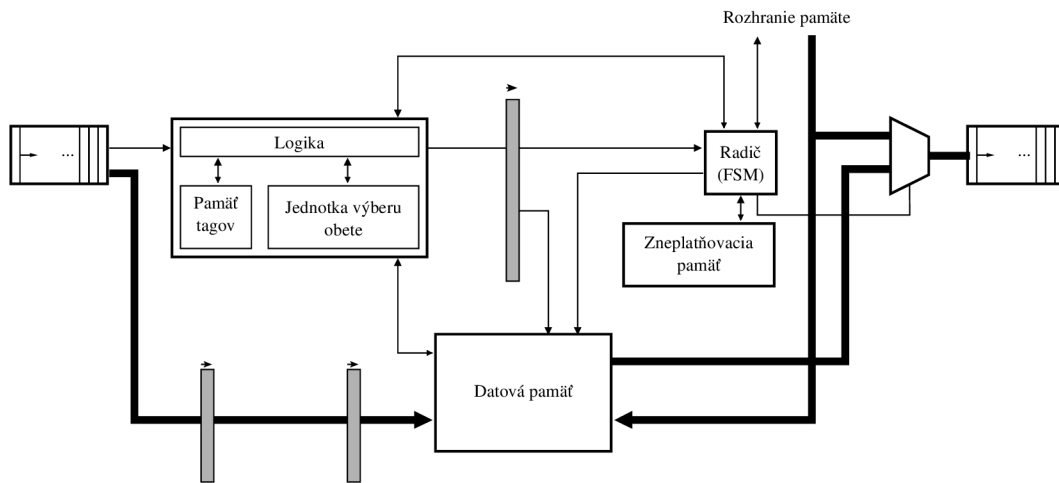 Rozhranie pamäte
...
Logika
Radič
(FSM)
...
Pamäť
tagov
Jednotka výberu
obete
Zneplatňovacia
pamäť
Datová pamäť